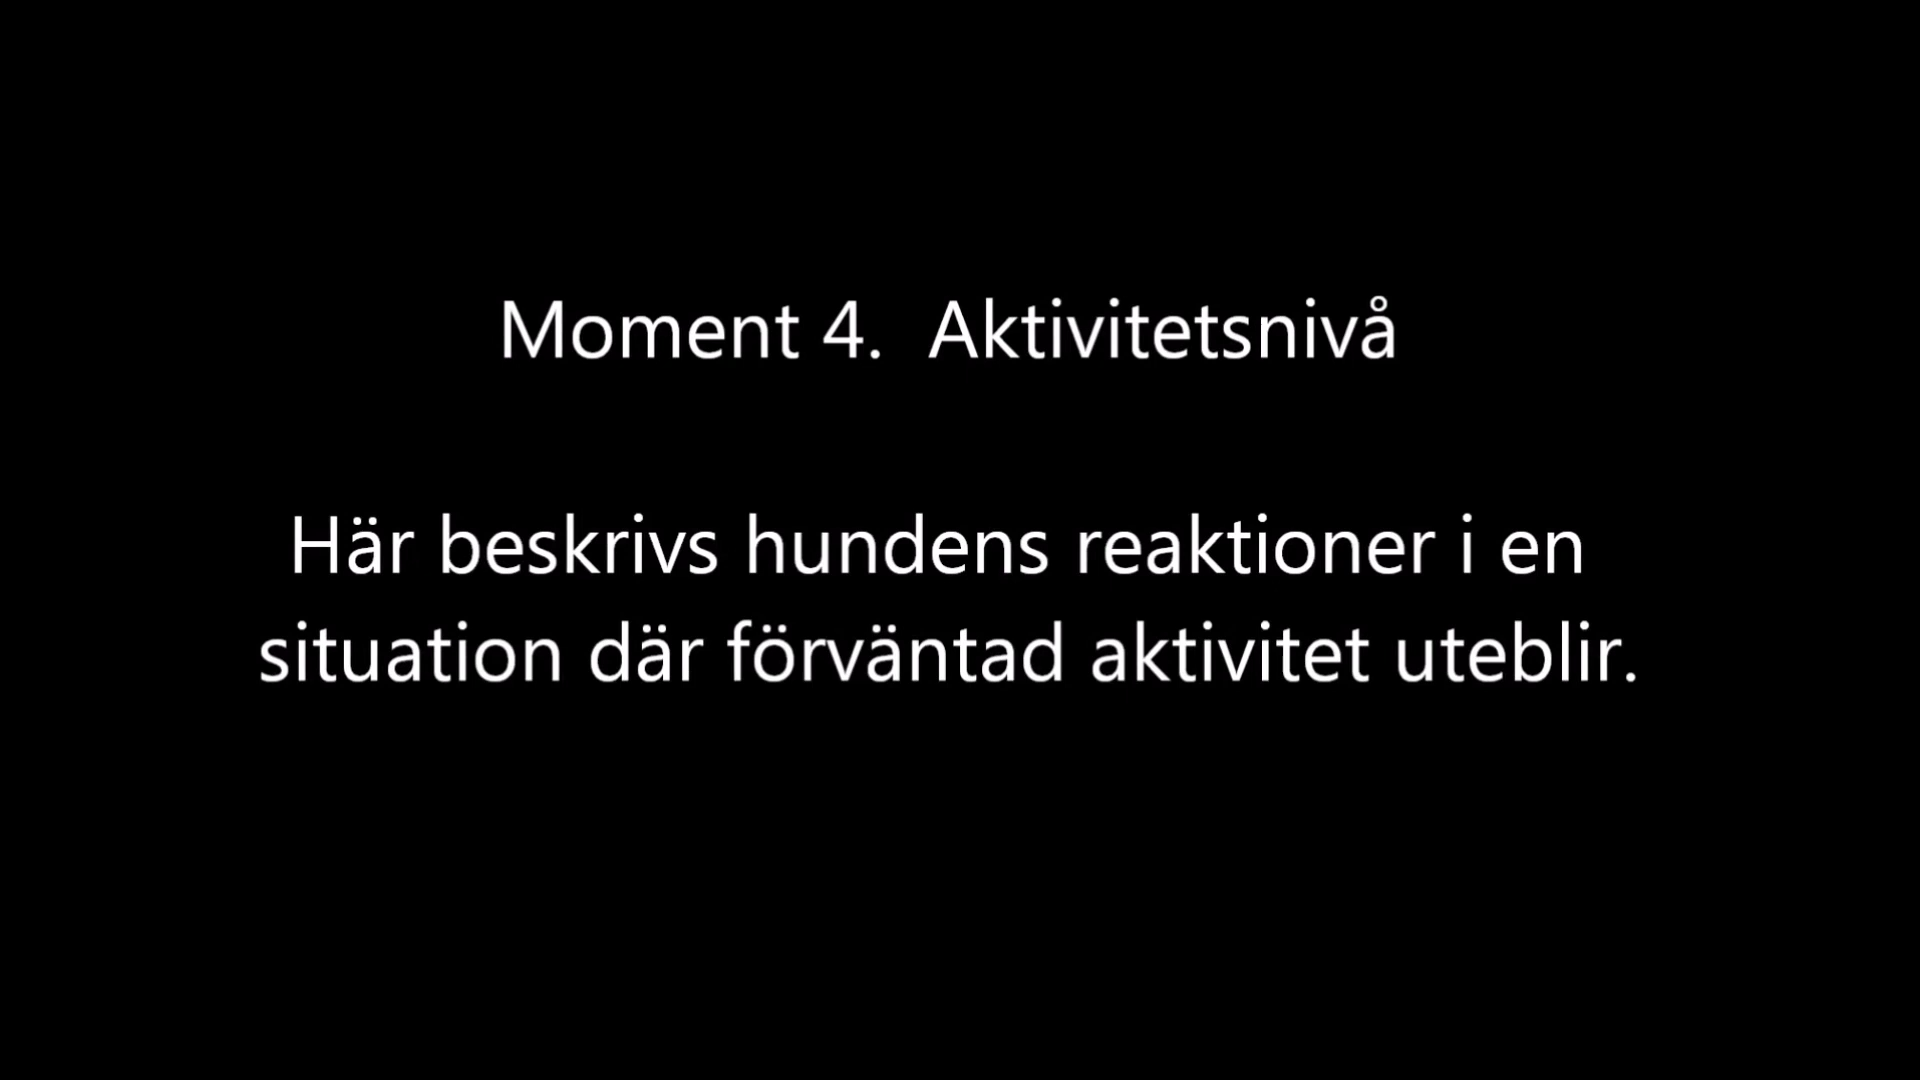 Moment 4.  Aktivitetsnivå
Här beskrivs hundens reaktioner i en
situation där förväntad aktivitet uteblir.